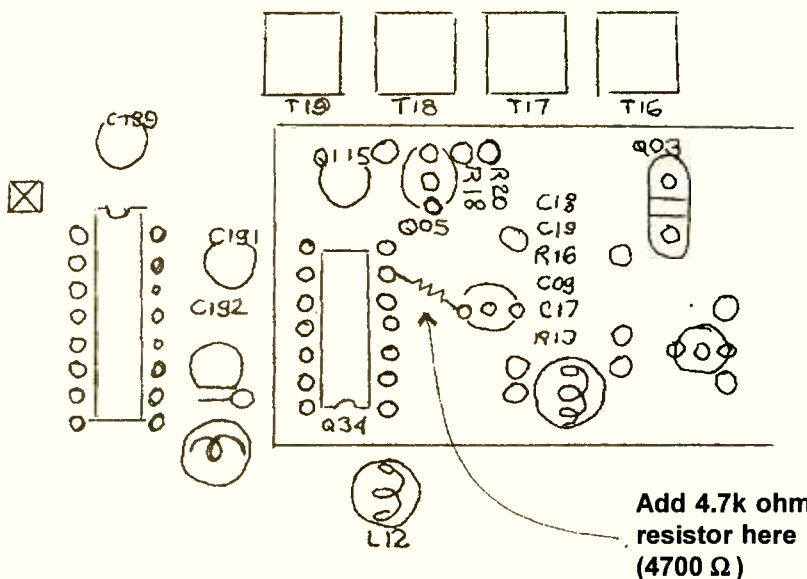 T19 T18 T17 T16
C189
Q115
R18
R20
Q03
Q05
C18
C19
R16
C09
C17
C191
C192
Q34
L12
Add 4.7k ohm
resistor here
(4700 Ω)